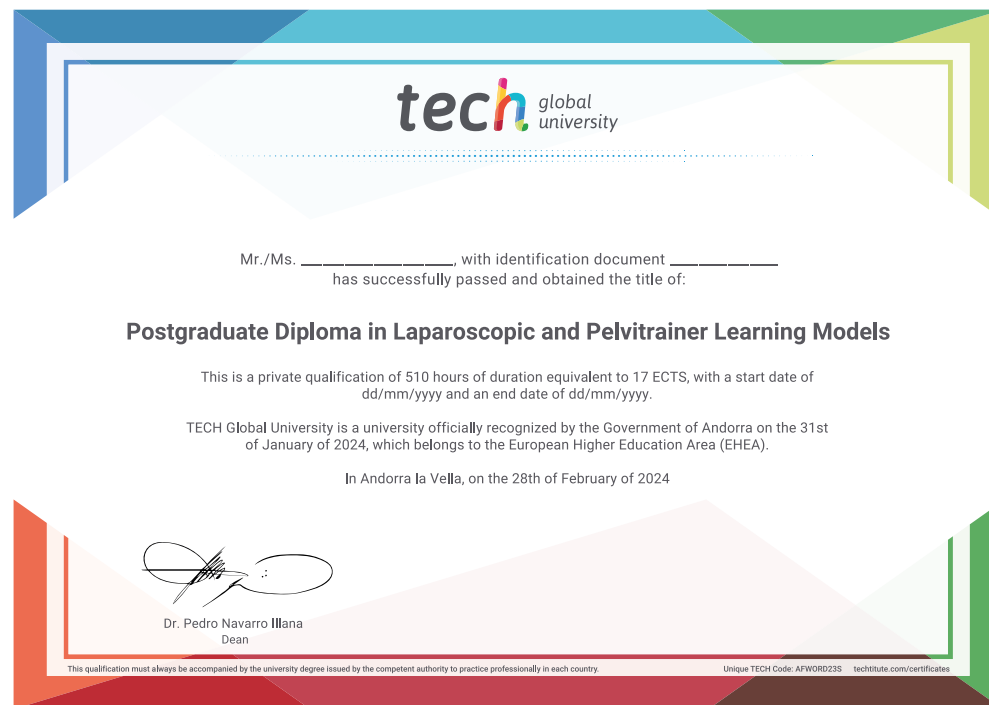 tech global university
Mr./Ms. ________________, with identification document ____________
has successfully passed and obtained the title of:
Postgraduate Diploma in Laparoscopic and Pelvitrainer Learning Models
This is a private qualification of 510 hours of duration equivalent to 17 ECTS, with a start date of
dd/mm/yyyy and an end date of dd/mm/yyyy.
TECH Global University is a university officially recognized by the Government of Andorra on the 31st
of January of 2024, which belongs to the European Higher Education Area (EHEA).
In Andorra la Vella, on the 28th of February of 2024
Dr. Pedro Navarro Illana
Dean
This qualification must always be accompanied by the university degree issued by the competent authority to practice professionally in each country.
Unique TECH Code: AFWORD23S techtitute.com/certificates